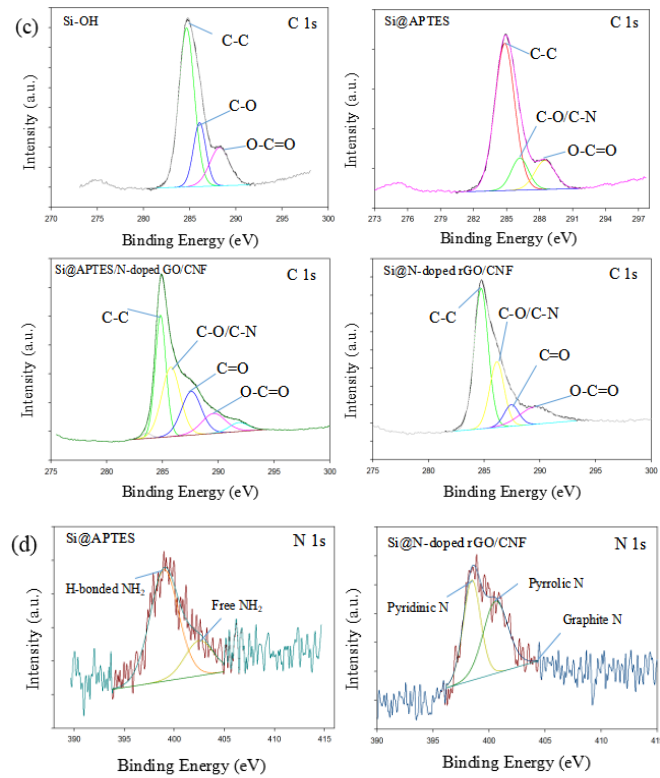 (c)
Si-OH
C 1s
C-C
C-O
O-C=O
Intensity (a.u.)
270 275 280 285 290 295 300
Binding Energy (eV)
Si@APTES
C 1s
C-C
C-O/C-N
O-C=O
Intensity (a.u.)
273 276 279 282 285 288 291 294 297
Binding Energy (eV)
Si@APTES/N-doped GO/CNF
C 1s
C-C
C-O/C-N
C=O
O-C=O
Intensity (a.u.)
275 280 285 290 295 300
Binding Energy (eV)
Si@N-doped rGO/CNF
C 1s
C-C
C-O/C-N
C=O
O-C=O
Intensity (a.u.)
275 280 285 290 295 300
Binding Energy (eV)
(d)
Si@APTES
N 1s
H-bonded NH2
Free NH2
Intensity (a.u.)
390 395 400 405 410 415
Binding Energy (eV)
Si@N-doped rGO/CNF
N 1s
Pyridinic N
Pyrrolic N
Graphite N
Intensity (a.u.)
390 395 400 405 410 415
Binding Energy (eV)